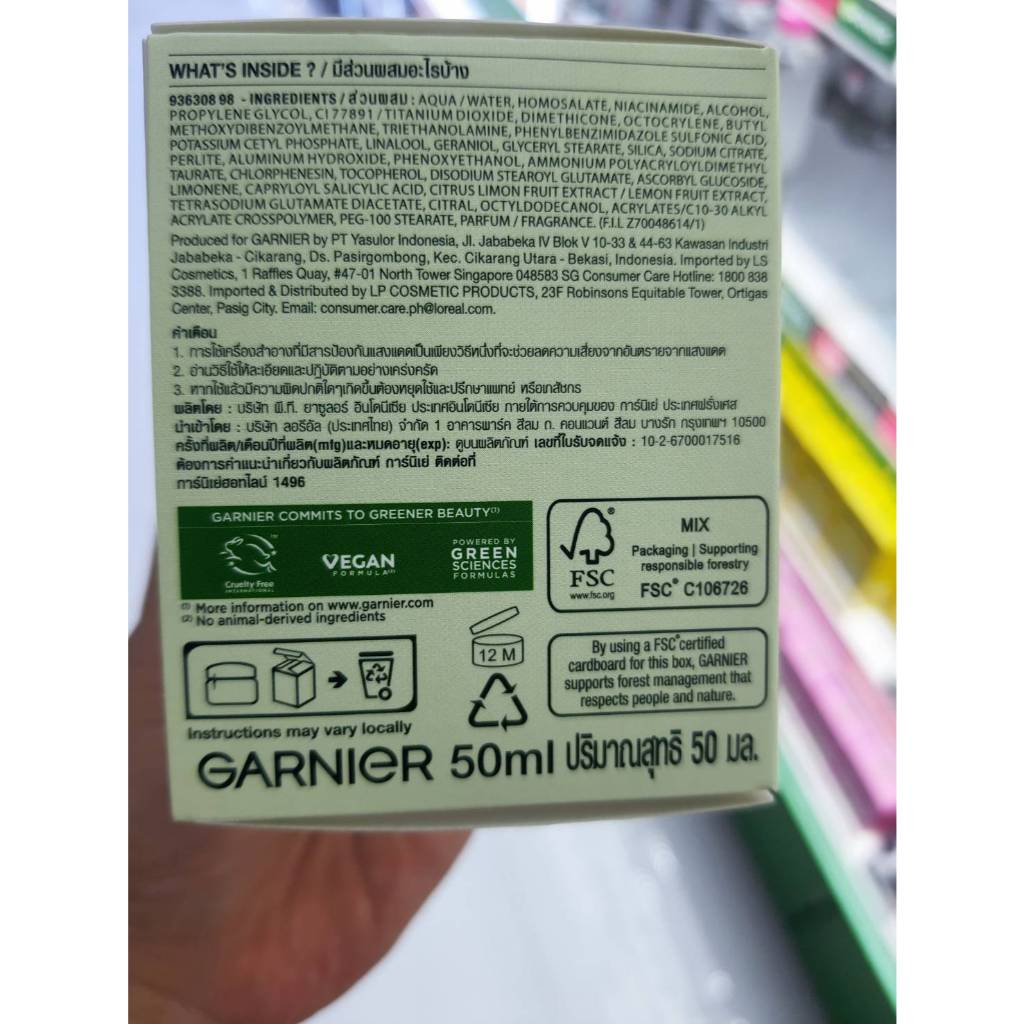 WHAT'S INSIDE ? / มีส่วนผสมอะไรบ้าง
936308 98 - INGREDIENTS / ส่วนผสม : AQUA / WATER, HOMOSALATE, NIACINAMIDE, ALCOHOL,
PROPYLENE GLYCOL, CI 77891 / TITANIUM DIOXIDE, DIMETHICONE, OCTOCRYLENE, BUTYL
METHOXYDIBENZOYLMETHANE, TRIETHANOLAMINE, PHENYLBENZIMIDAZOLE SULFONIC ACID,
POTASSIUM CETYL PHOSPHATE, LINALOOL, GERANIOL, GLYCERYL STEARATE, SILICA, SODIUM CITRATE,
PERLITE, ALUMINUM HYDROXIDE, PHENOXYETHANOL, AMMONIUM POLYACRYLOYLDIMETHYL
TAURATE, CHLORPHENESIN, TOCOPHEROL, DISODIUM STEAROYL GLUTAMATE, ASCORBYL GLUCOSIDE,
LIMONENE, CAPRYLOYL SALICYLIC ACID, CITRUS LIMON FRUIT EXTRACT / LEMON FRUIT EXTRACT,
TETRASODIUM GLUTAMATE DIACETATE, CITRAL, OCTYLDODECANOL, ACRYLATES/C10-30 ALKYL
ACRYLATE CROSSPOLYMER, PEG-100 STEARATE, PARFUM / FRAGRANCE. (F.I.L Z70048614/1)
Produced for GARNIER by PT Yasulor Indonesia, Jl. Jababeka IV Blok V 10-33 & 44-63 Kawasan Industri
Jababeka - Cikarang, Ds. Pasirgombong, Kec. Cikarang Utara - Bekasi, Indonesia. Imported by LS
Cosmetics, 1 Raffles Quay, #47-01 North Tower Singapore 048583 SG Consumer Care Hotline: 1800 838
3388. Imported & Distributed by LP COSMETIC PRODUCTS, 23F Robinsons Equitable Tower, Ortigas
Center, Pasig City. Email: consumer.care.ph@loreal.com.
คำเตือน
1. การใช้เครื่องสำอางที่มีสารป้องกันแสงแดดเป็นเพียงวิธีหนึ่งที่จะช่วยลดความเสี่ยงจากอันตรายจากแสงแดด
2. อ่านวิธีใช้ให้ละเอียดและปฏิบัติตามอย่างเคร่งครัด
3. หากใช้แล้วมีความผิดปกติใดๆเกิดขึ้นต้องหยุดใช้และปรึกษาแพทย์ หรือเภสัชกร
ผลิตโดย : บริษัท พี.ที. ยาซูลอร์ อินโดนีเซีย ประเทศอินโดนีเซีย ภายใต้การควบคุมของ การ์นิเย่ ประเทศฝรั่งเศส
นำเข้าโดย : บริษัท ลอรีอัล (ประเทศไทย) จำกัด 1 อาคารพาร์ค สีลม ถ. คอนแวนต์ สีลม บางรัก กรุงเทพฯ 10500
ครั้งที่ผลิต/เดือนปีที่ผลิต(mfg)และหมดอายุ(exp): ดูบนผลิตภัณฑ์ เลขที่ใบรับจดแจ้ง : 10-2-6700017516
ต้องการคำแนะนำเกี่ยวกับผลิตภัณฑ์ การ์นิเย่ ติดต่อที่
การ์นิเย่ฮอทไลน์ 1496
GARNIER COMMITS TO GREENER BEAUTY(1)
Cruelty Free
INTERNATIONAL
VEGAN
FORMULA(2)
POWERED BY
GREEN
SCIENCES
FORMULAS
(1) More information on www.garnier.com
(2) No animal-derived ingredients
FSC
www.fsc.org
MIX
Packaging | Supporting
responsible forestry
FSC® C106726
12 M
By using a FSC® certified
cardboard for this box, GARNIER
supports forest management that
respects people and nature.
Instructions may vary locally
GARNIER 50ml ปริมาณสุทธิ 50 มล.